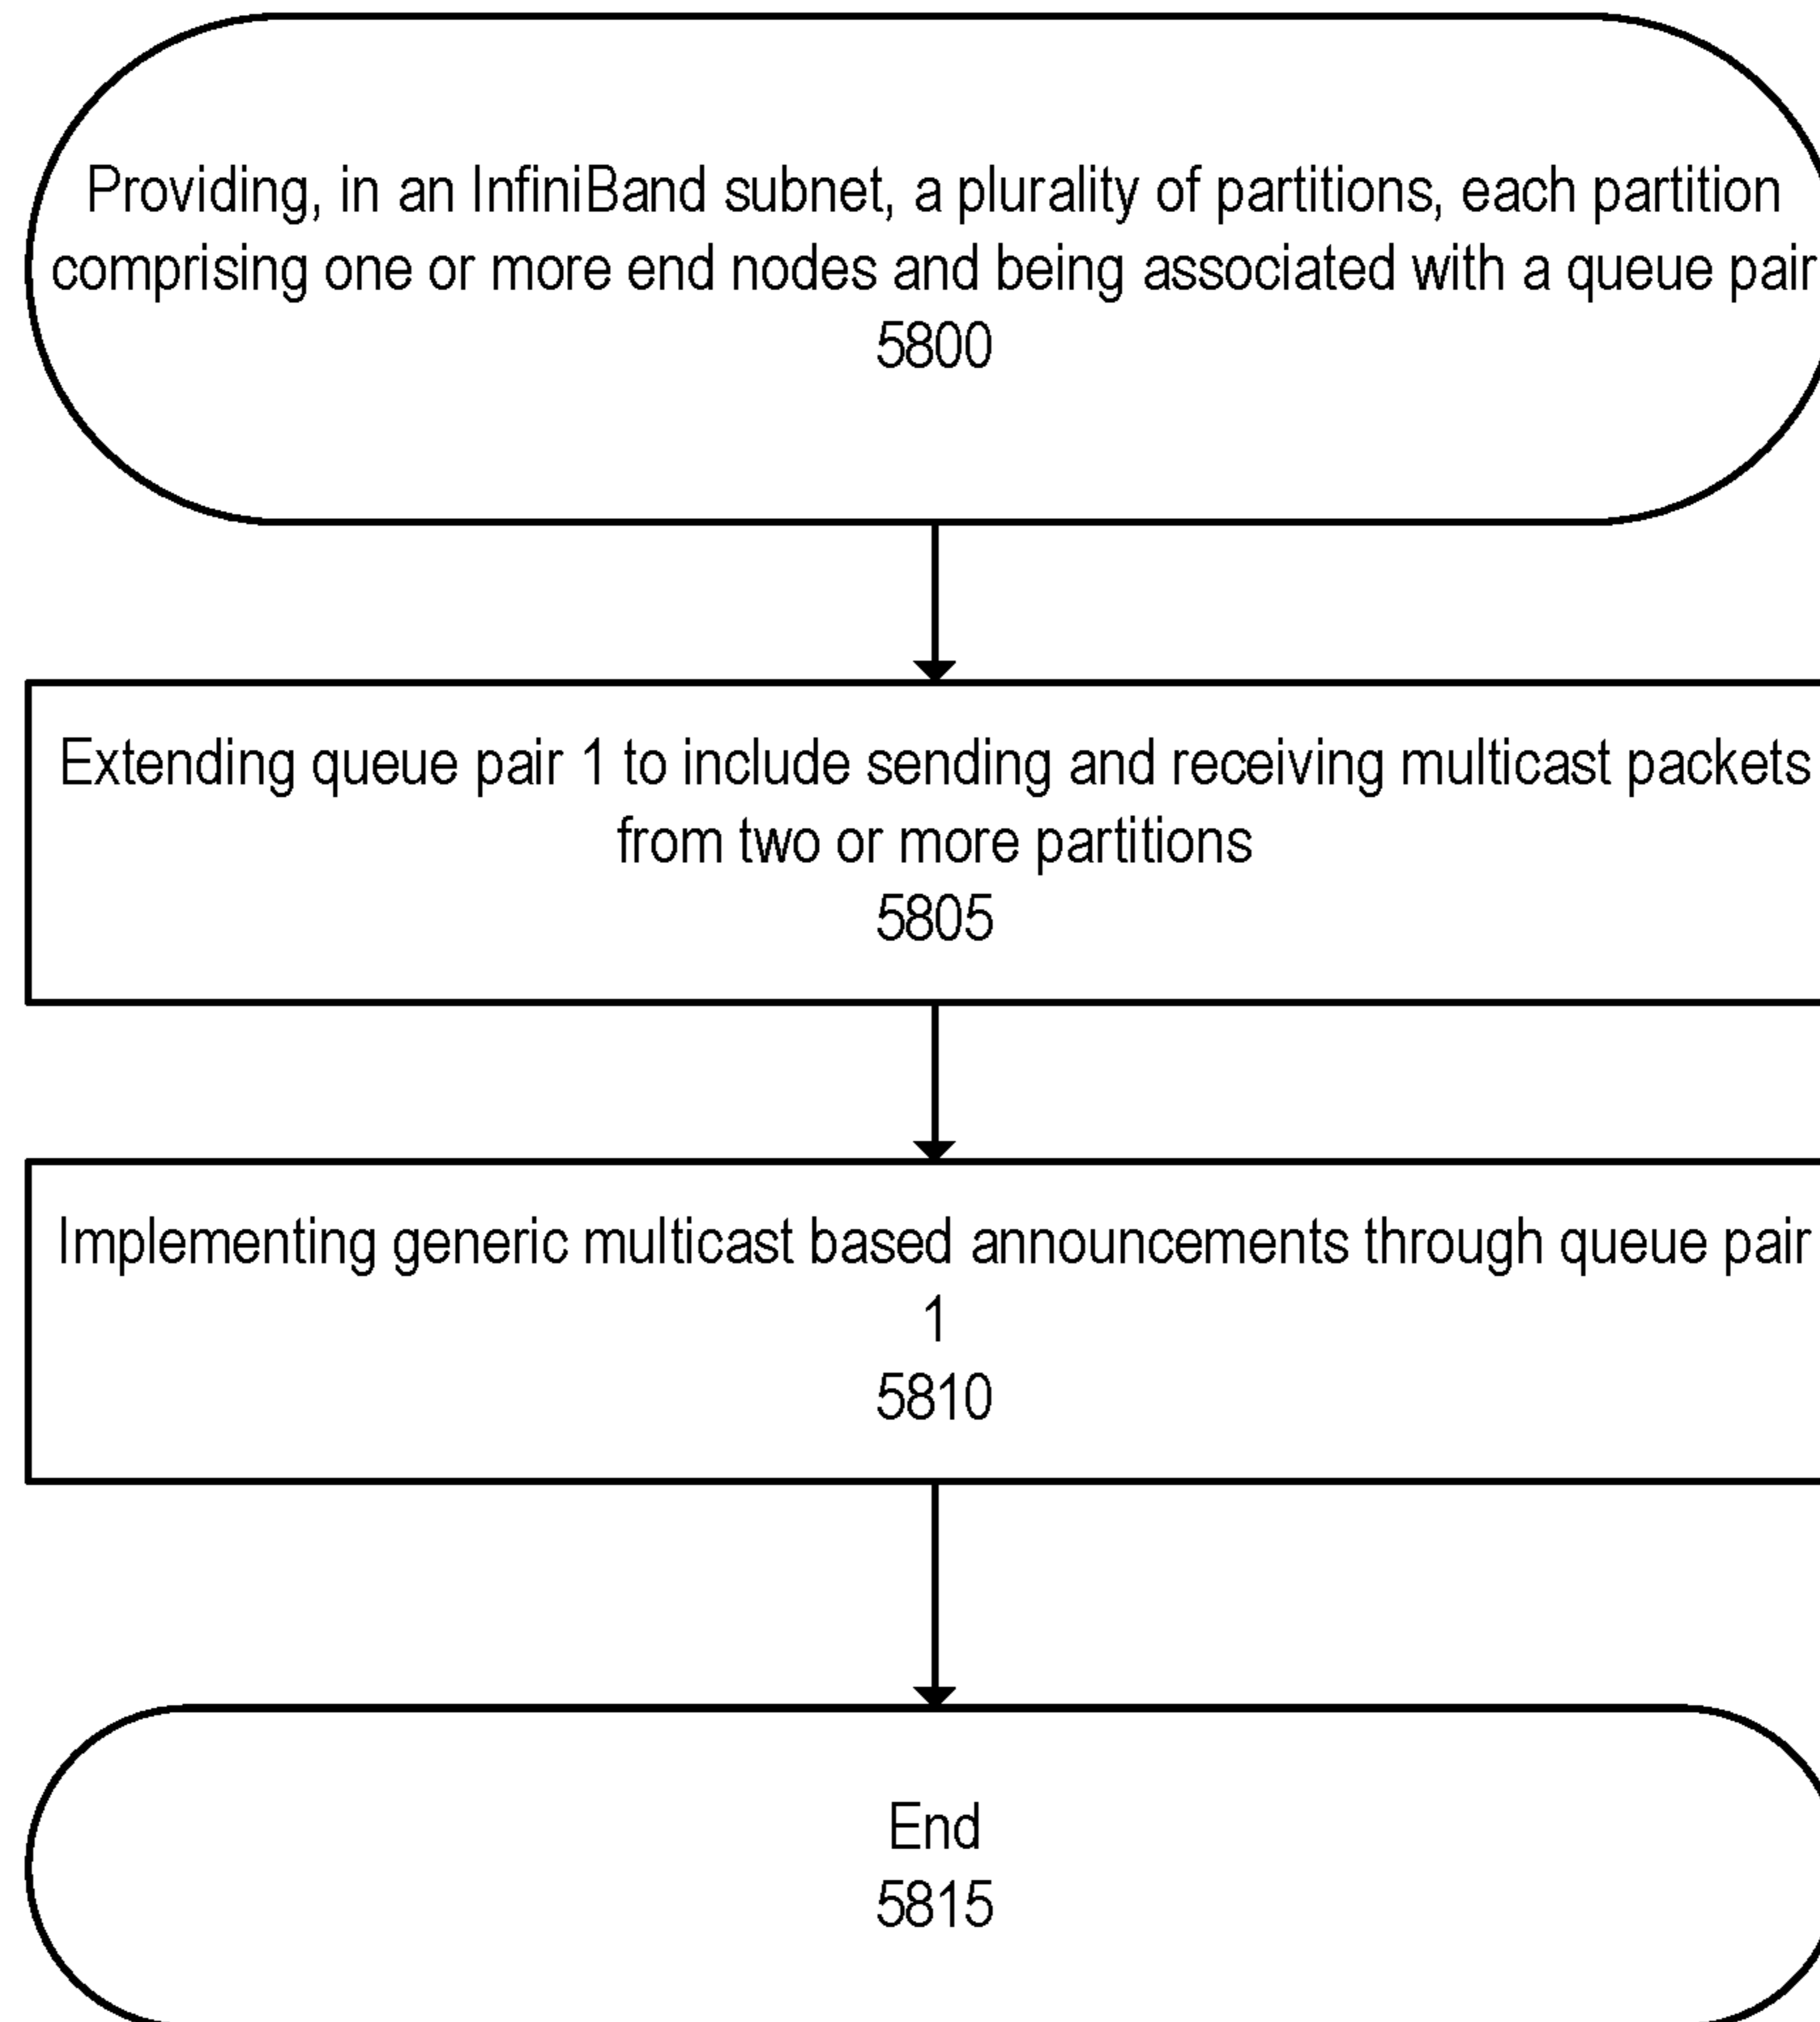 Providing, in an InfiniBand subnet, a plurality of partitions, each partition
comprising one or more end nodes and being associated with a queue pair
5800
Extending queue pair 1 to include sending and receiving multicast packets
from two or more partitions
5805
Implementing generic multicast based announcements through queue pair
1
5810
End
5815